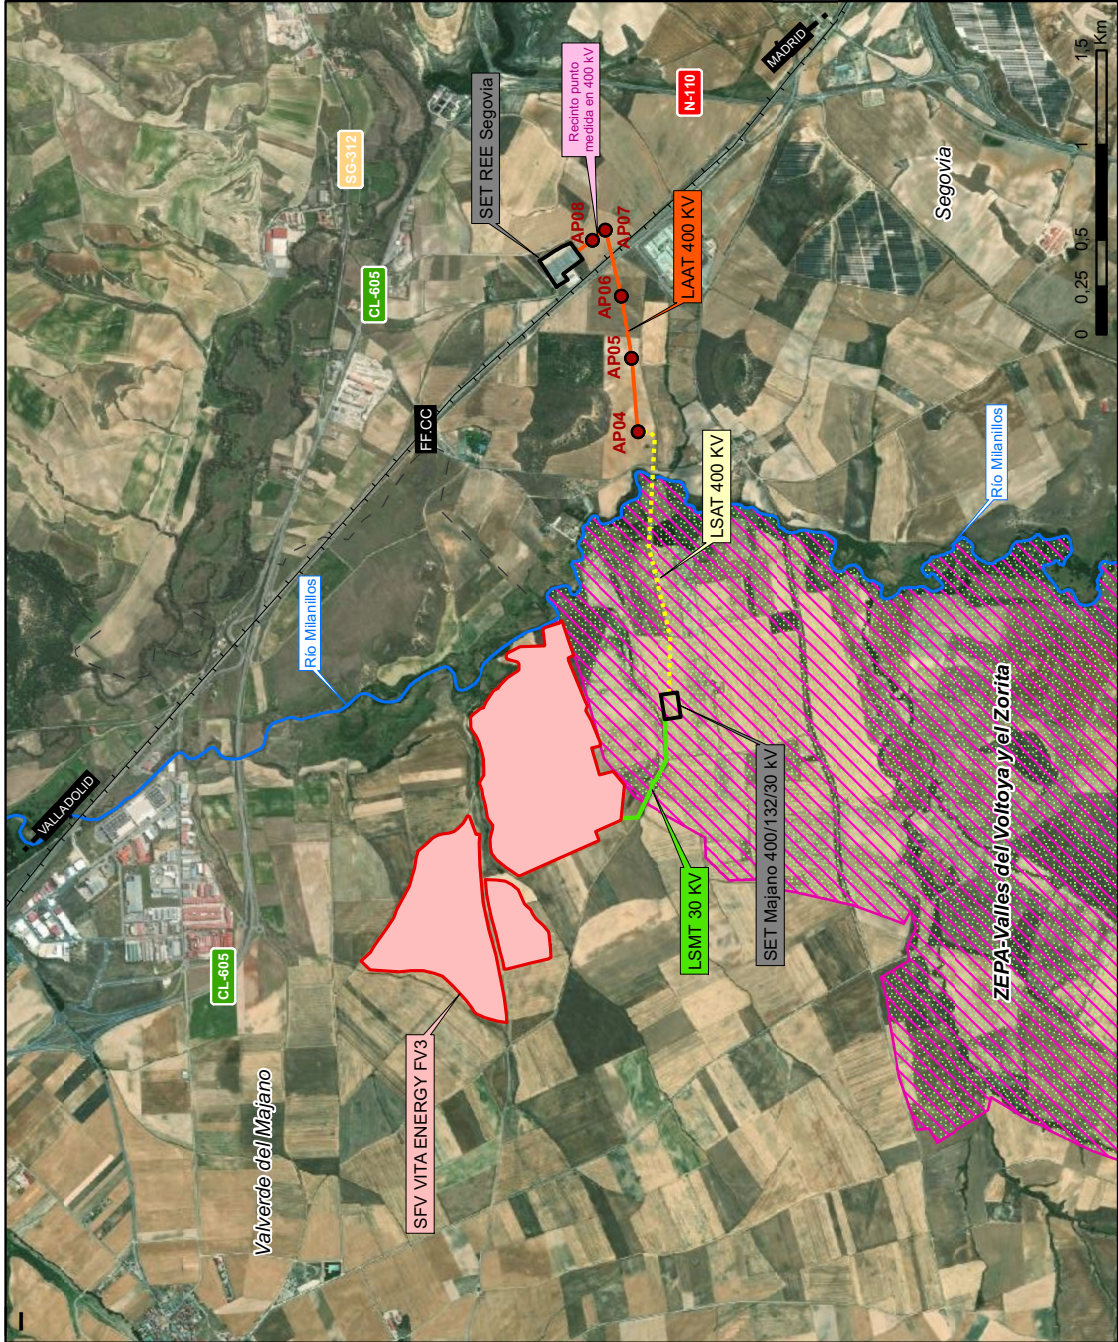 VALLADOLID
CL-605
Valverde del Majano
Río Milanillos
SG-312
CL-605
SFV VITA ENERGY FV3
FF.CC
SET REE Segovia
Recinto punto
medida en 400 kV
AP08
AP04
AP05
AP06
AP07
LSMT 30 KV
LAAT 400 KV
N-110
LSAT 400 KV
SET Majano 400/132/30 kV
MADRID
Segovia
Río Milanillos
ZEPA-Valles del Voltoya y el Zorita
0 0,25 0,5 1 1,5
Km